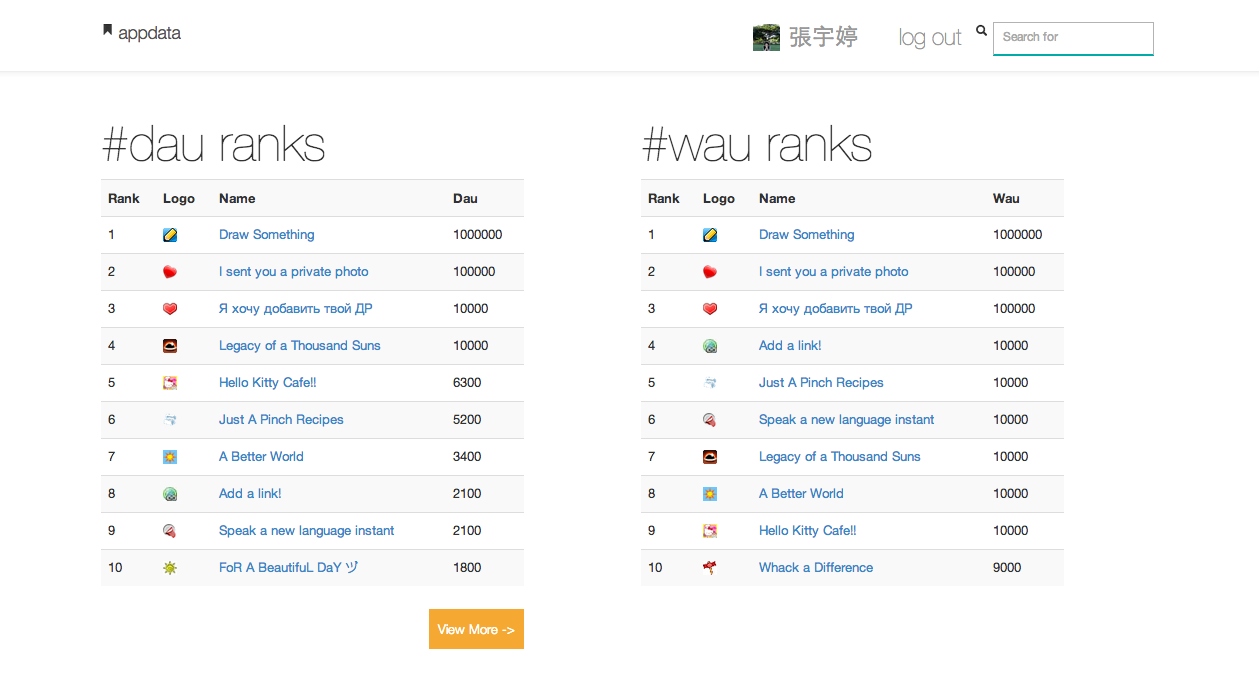 appdata
張宇婷 log out Search for
#dau ranks
Rank Logo Name Dau
1 Draw Something 1000000
2 I sent you a private photo 100000
3 Я хочу добавить твой ДР 10000
4 Legacy of a Thousand Suns 10000
5 Hello Kitty Cafe!! 6300
6 Just A Pinch Recipes 5200
7 A Better World 3400
8 Add a link! 2100
9 Speak a new language instant 2100
10 FoR A BeautifuL DaY ヅ 1800
View More ->
#wau ranks
Rank Logo Name Wau
1 Draw Something 1000000
2 I sent you a private photo 100000
3 Я хочу добавить твой ДР 100000
4 Add a link! 10000
5 Just A Pinch Recipes 10000
6 Speak a new language instant 10000
7 Legacy of a Thousand Suns 10000
8 A Better World 10000
9 Hello Kitty Cafe!! 10000
10 Whack a Difference 9000